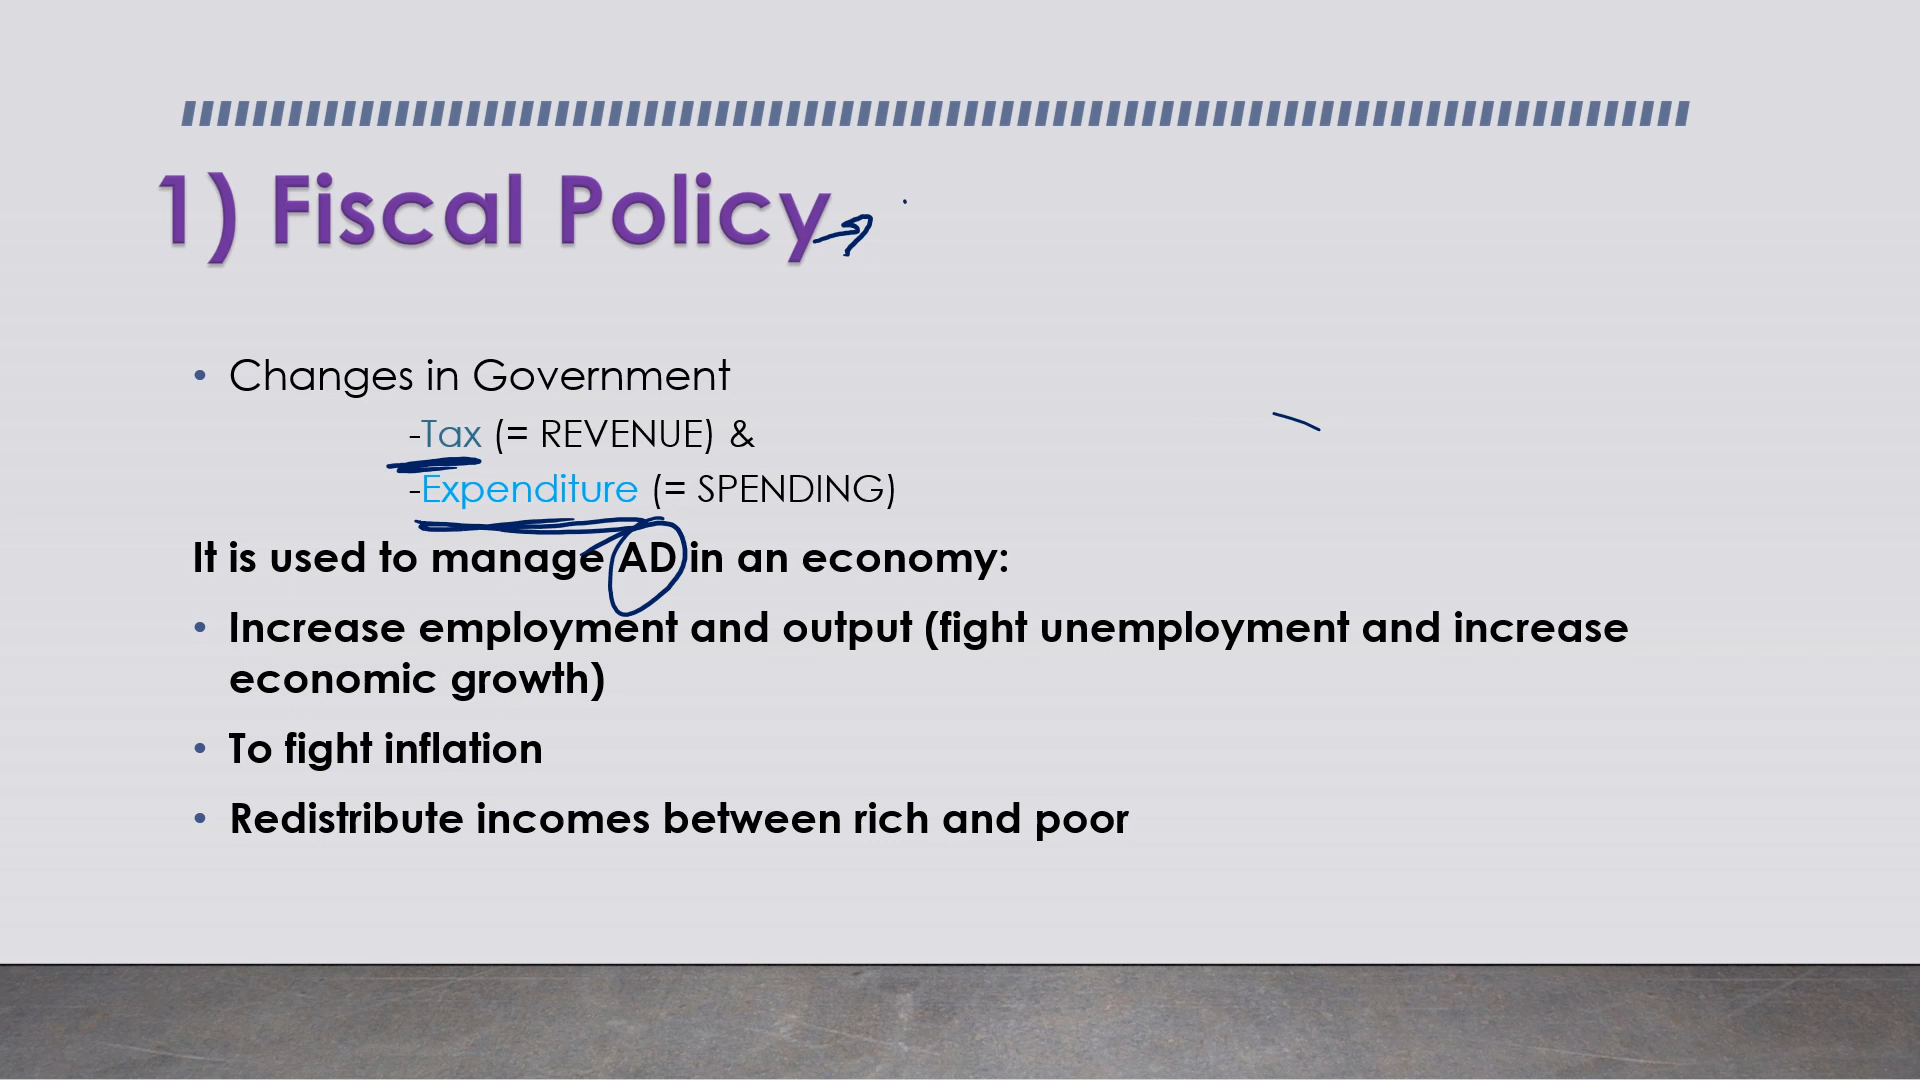 1) Fiscal Policy
• Changes in Government
-Tax (= REVENUE) &
-Expenditure (= SPENDING)
It is used to manage AD in an economy:
• Increase employment and output (fight unemployment and increase
economic growth)
• To fight inflation
• Redistribute incomes between rich and poor